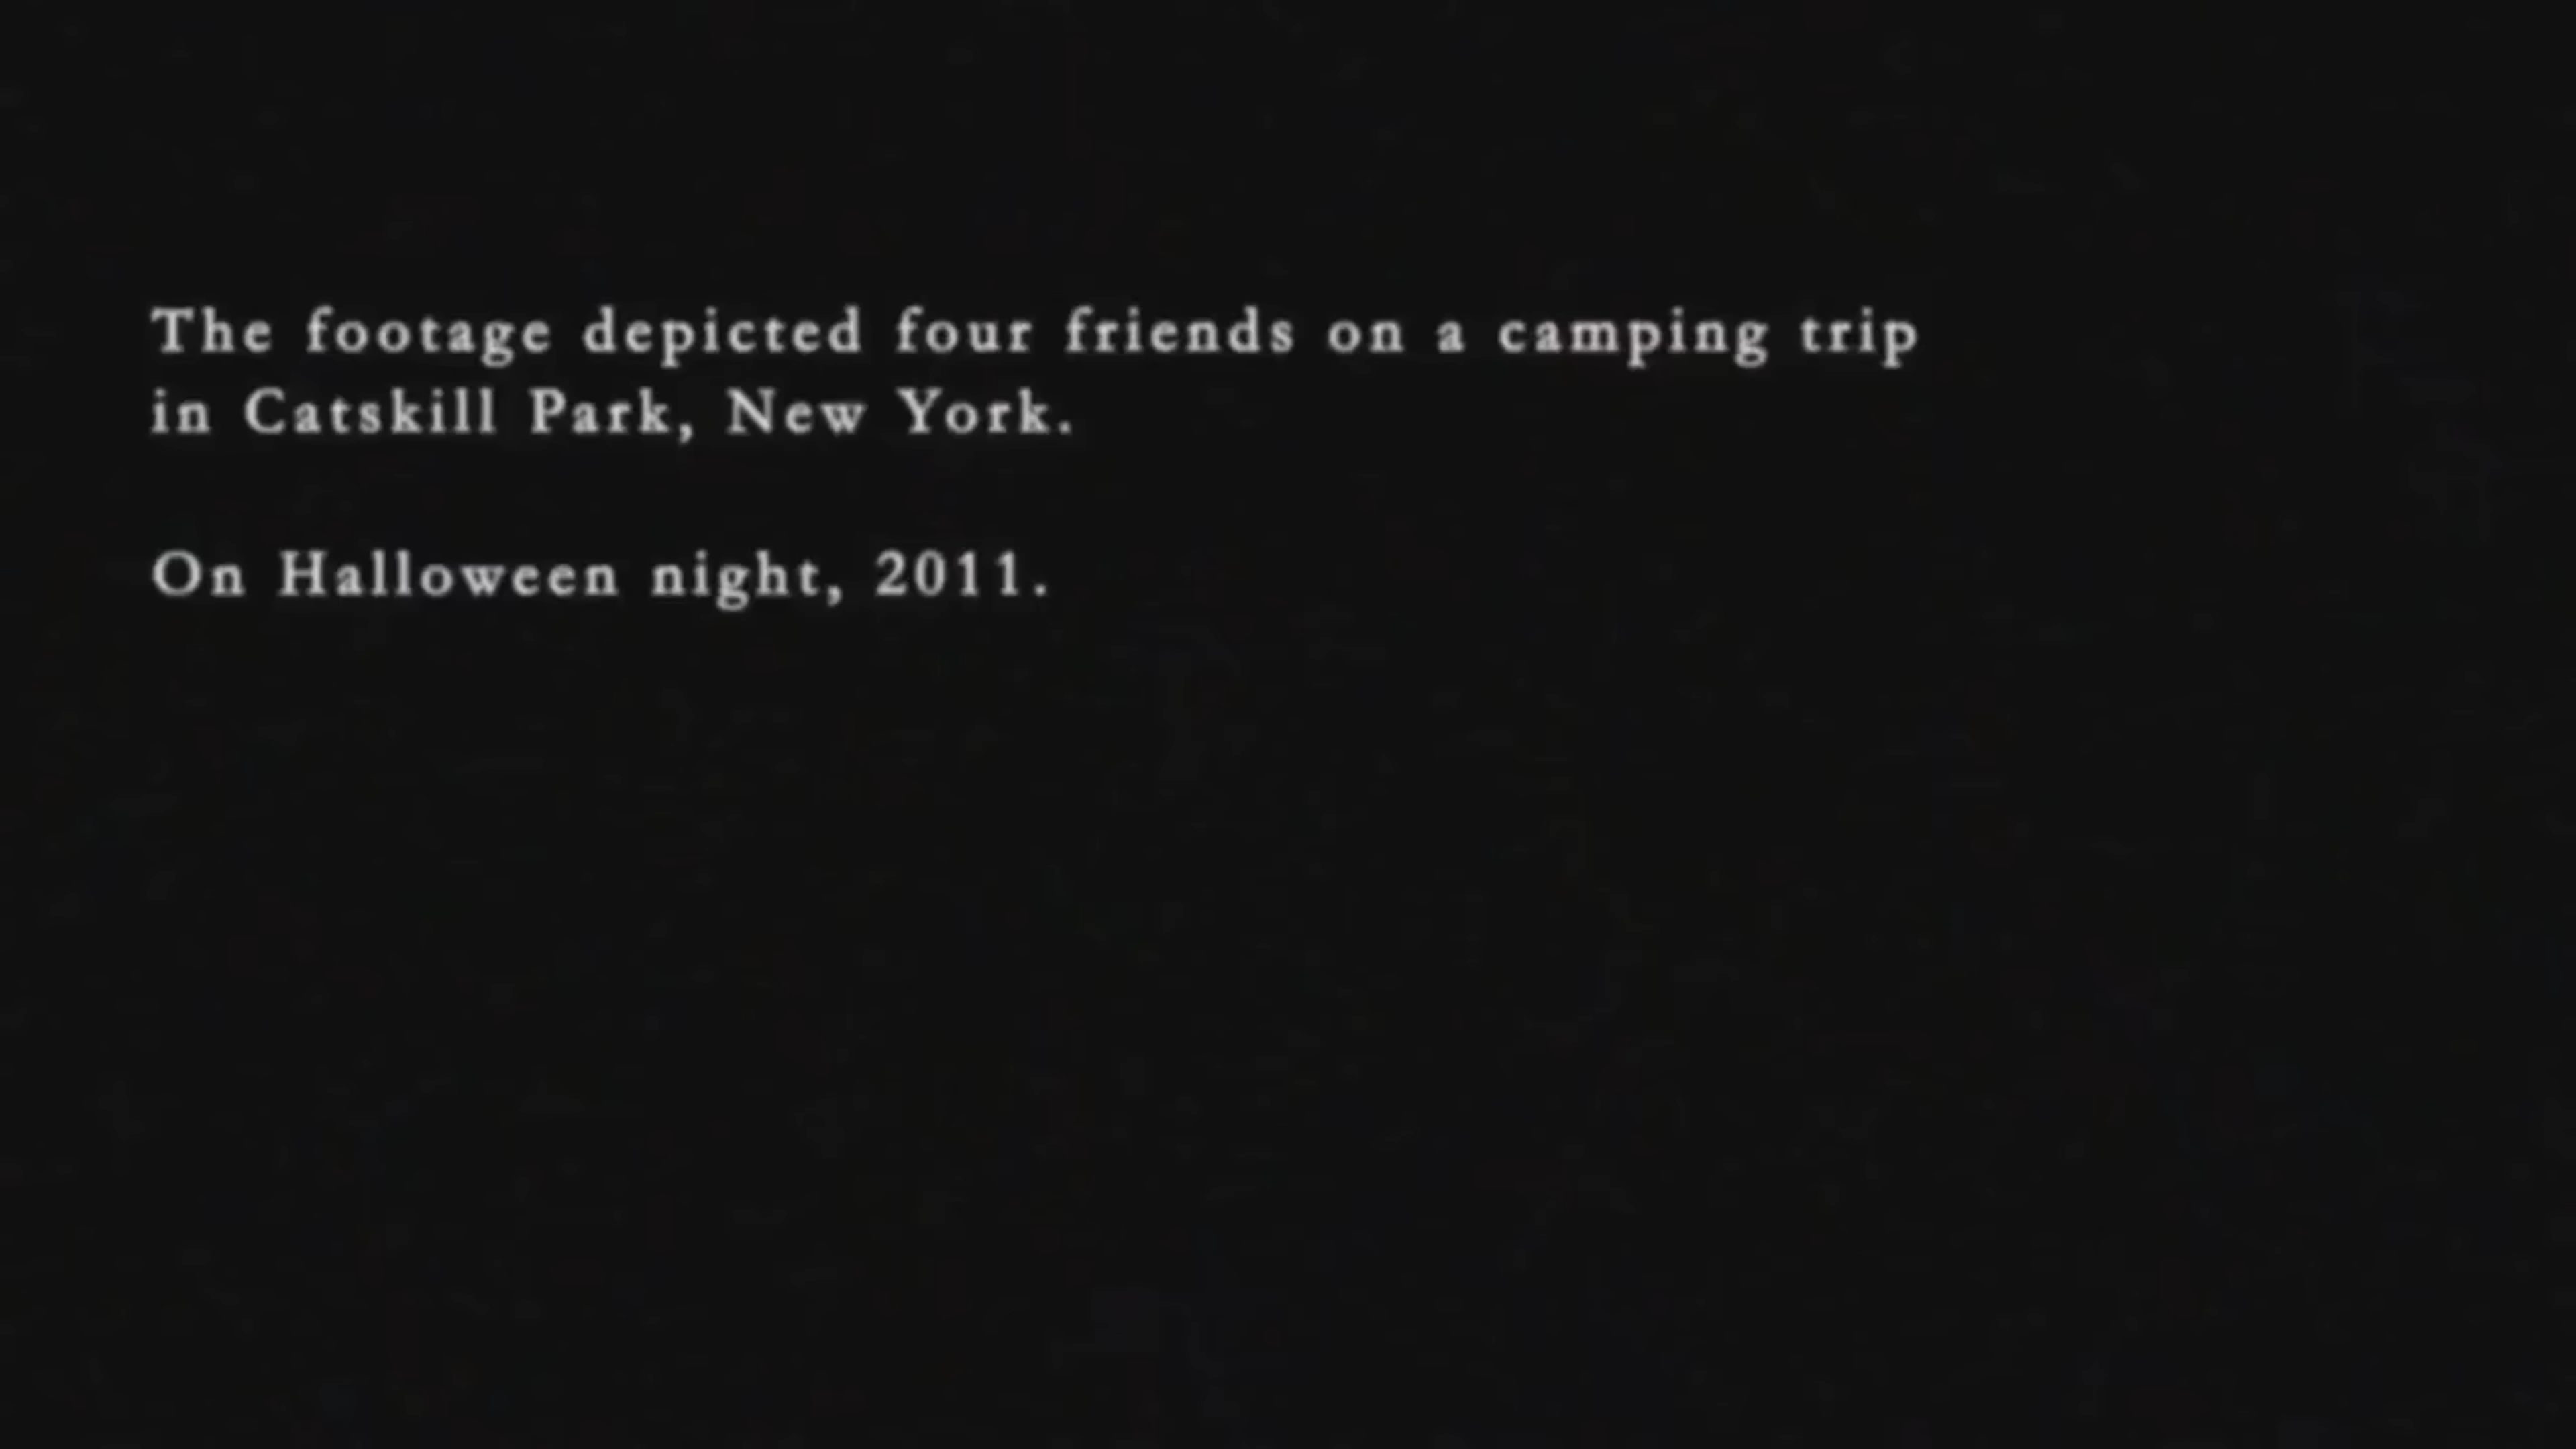 The footage depicted four friends on a camping trip
in Catskill Park, New York.
On Halloween night, 2011.